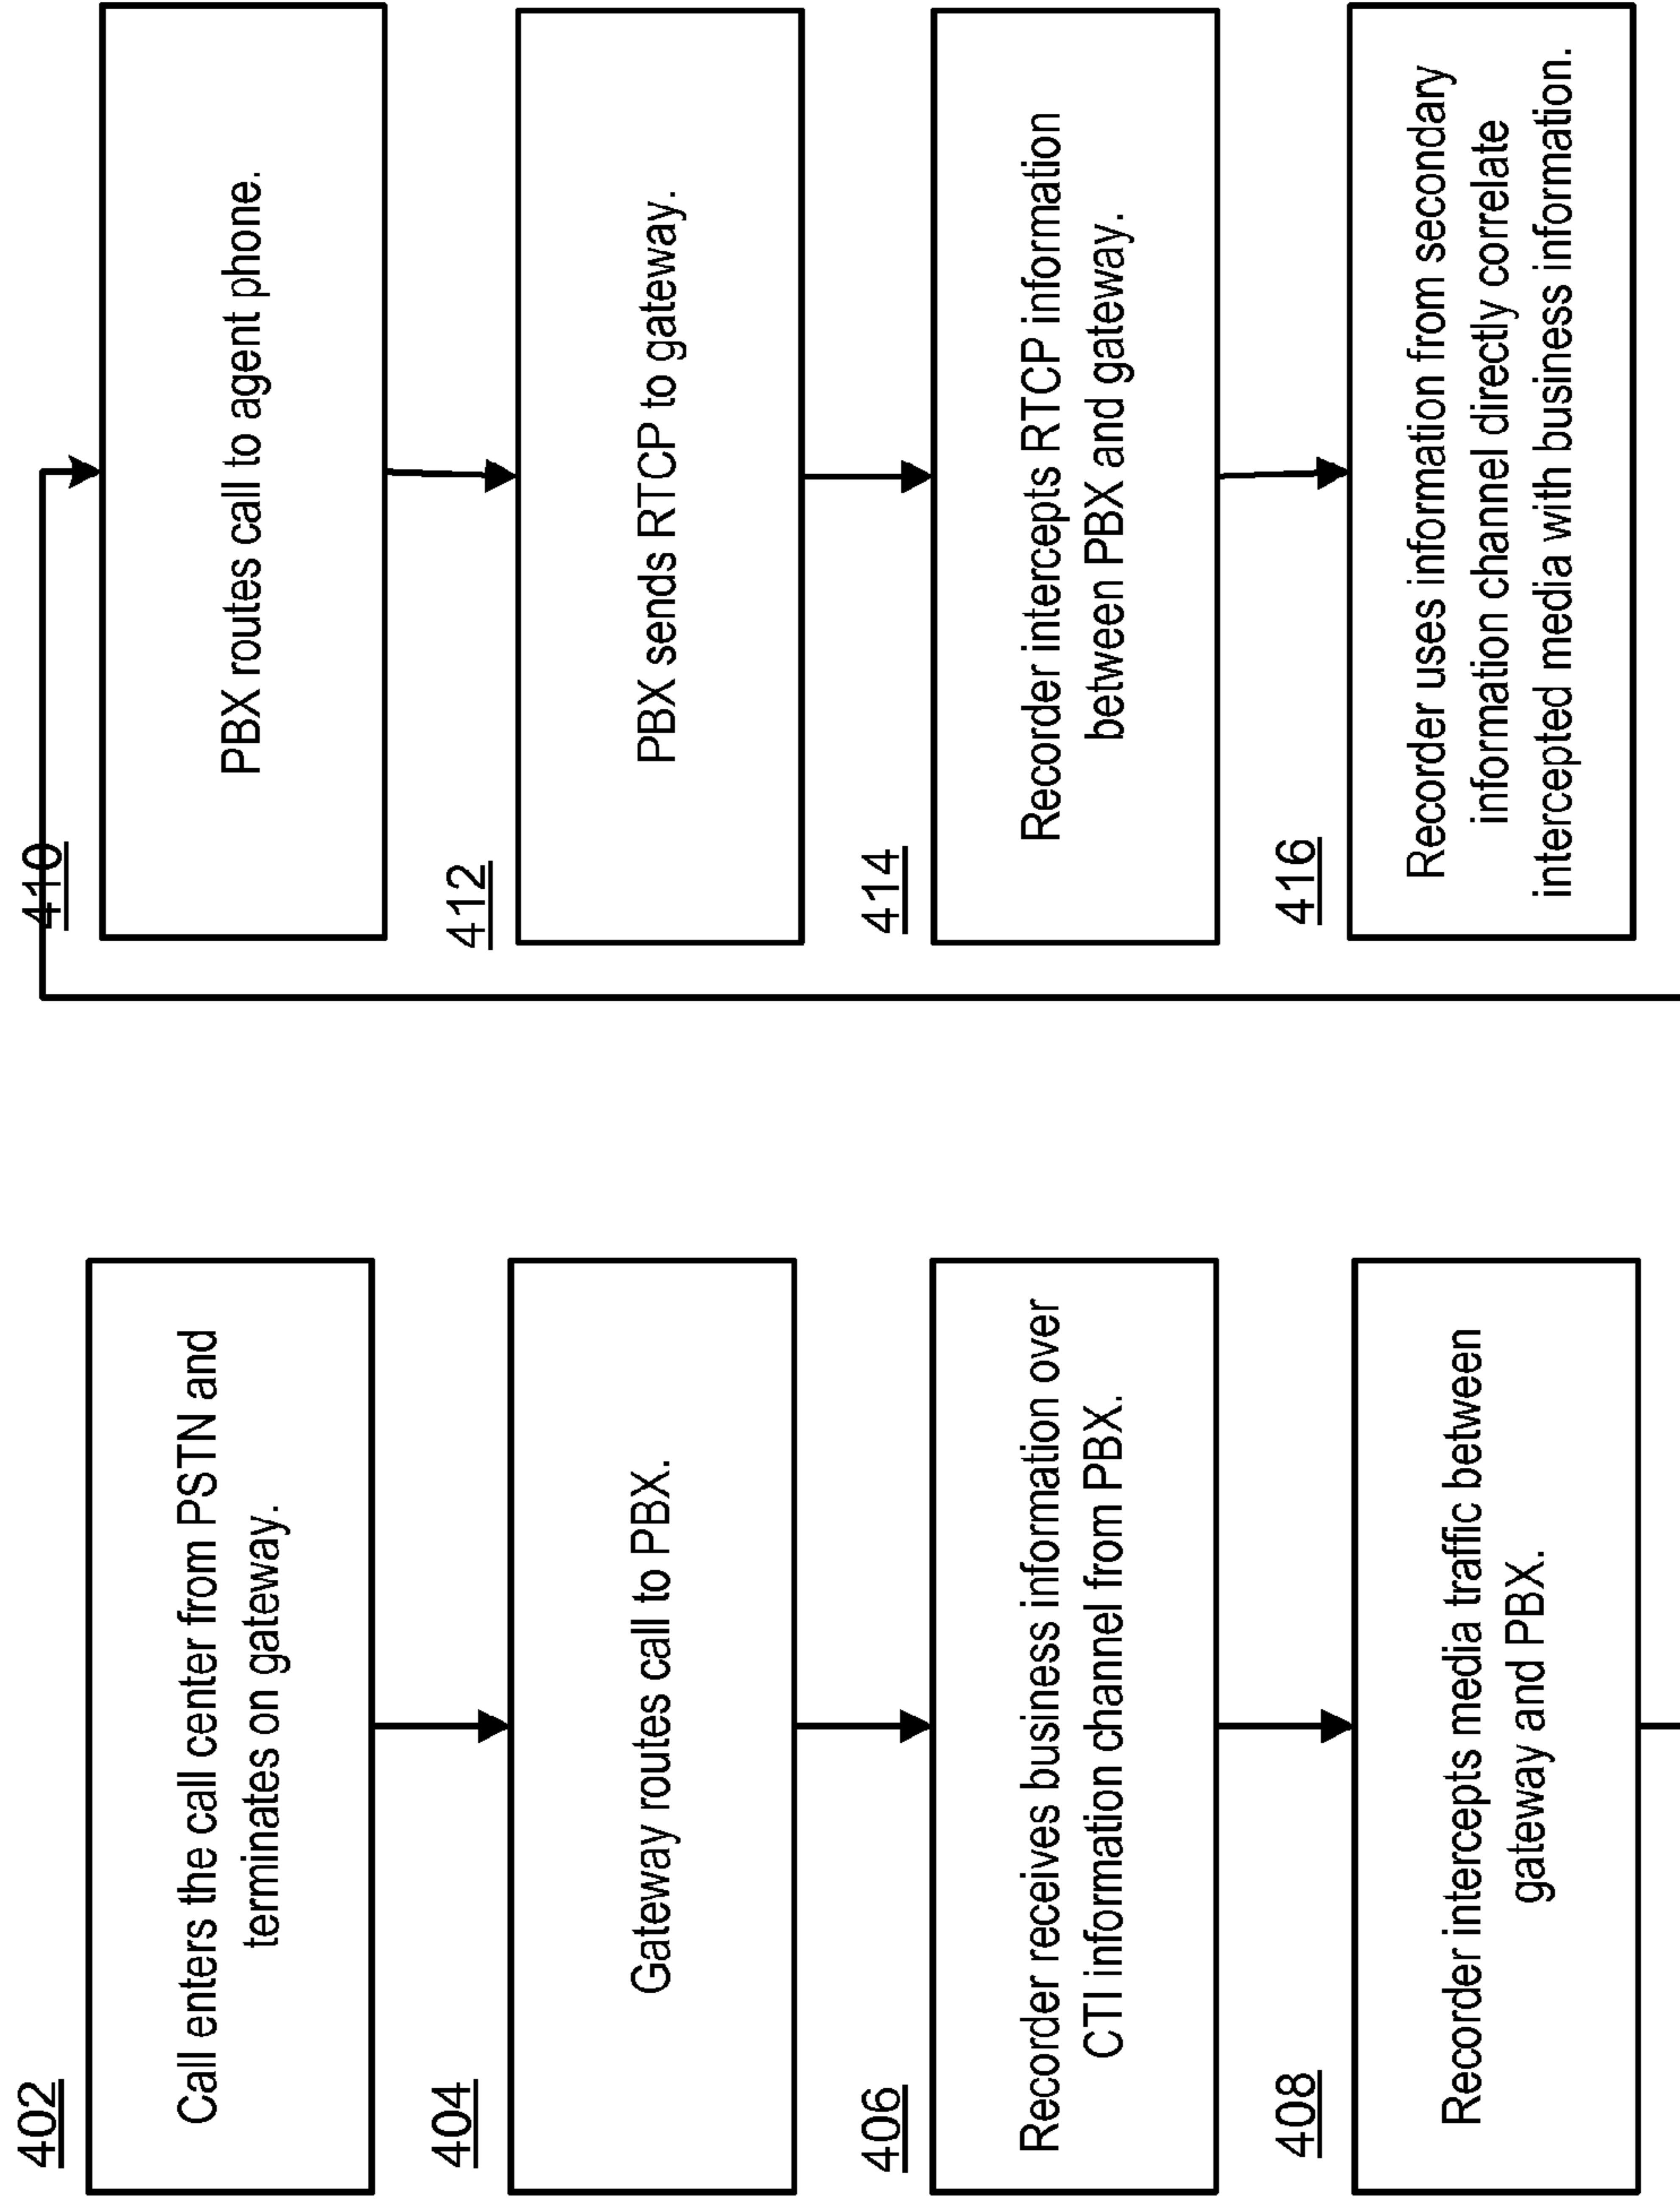 402
Call enters the call center from PSTN and
terminates on gateway.
404
Gateway routes call to PBX.
406
Recorder receives business information over
CTI information channel from PBX.
408
Recorder intercepts media traffic between
gateway and PBX.
410
PBX routes call to agent phone.
412
PBX sends RTCP to gateway.
414
Recorder intercepts RTCP information
between PBX and gateway.
416
Recorder uses information from secondary
information channel directly correlate
intercepted media with business information.